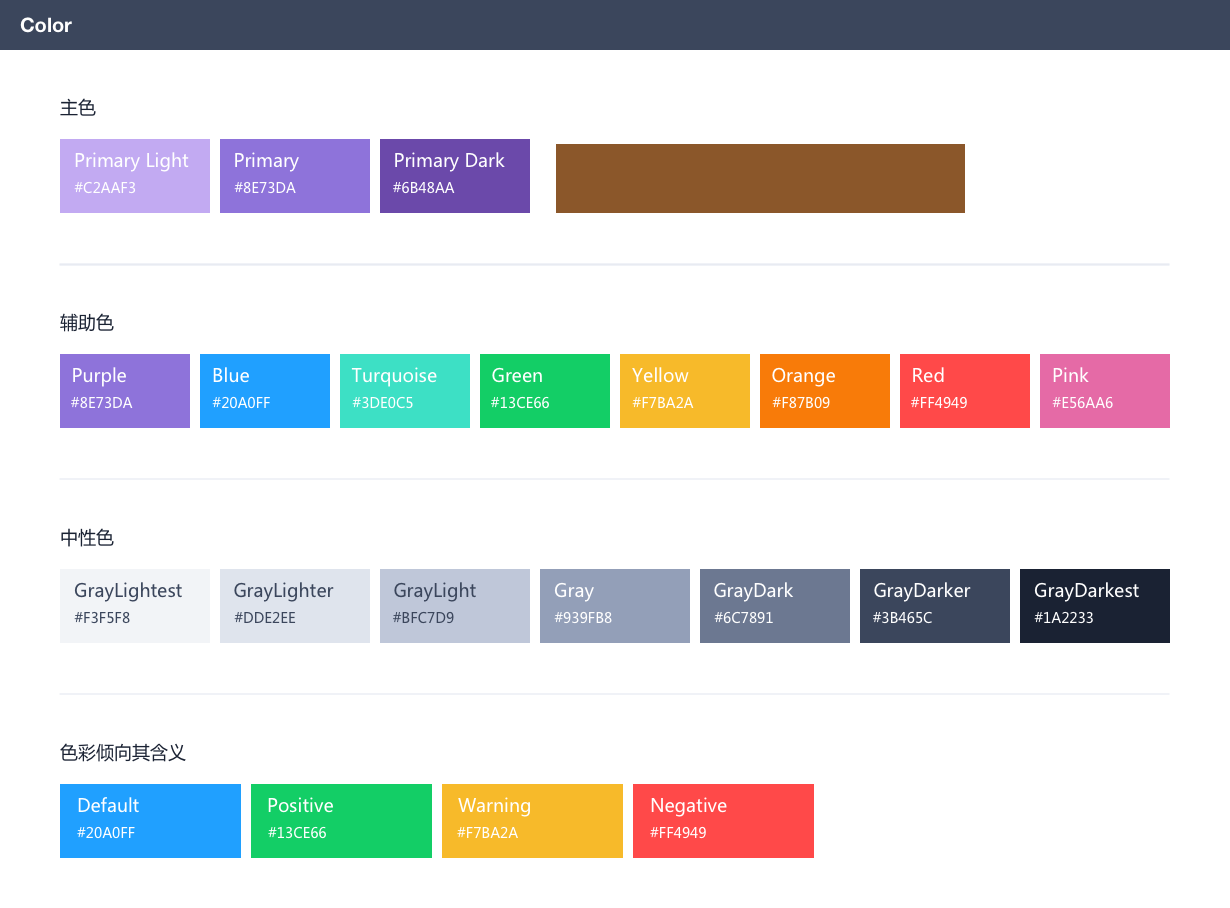 Color
主色
Primary Light
#C2AAF3
Primary
#8E73DA
Primary Dark
#6B48AA
辅助色
Purple
#8E73DA
Blue
#20A0FF
Turquoise
#3DE0C5
Green
#13CE66
Yellow
#F7BA2A
Orange
#F87B09
Red
#FF4949
Pink
#E56AA6
中性色
GrayLightest
#F3F5F8
GrayLighter
#DDE2EE
GrayLight
#BFC7D9
Gray
#939FB8
GrayDark
#6C7891
GrayDarker
#3B465C
GrayDarkest
#1A2233
色彩倾向其含义
Default
#20A0FF
Positive
#13CE66
Warning
#F7BA2A
Negative
#FF4949